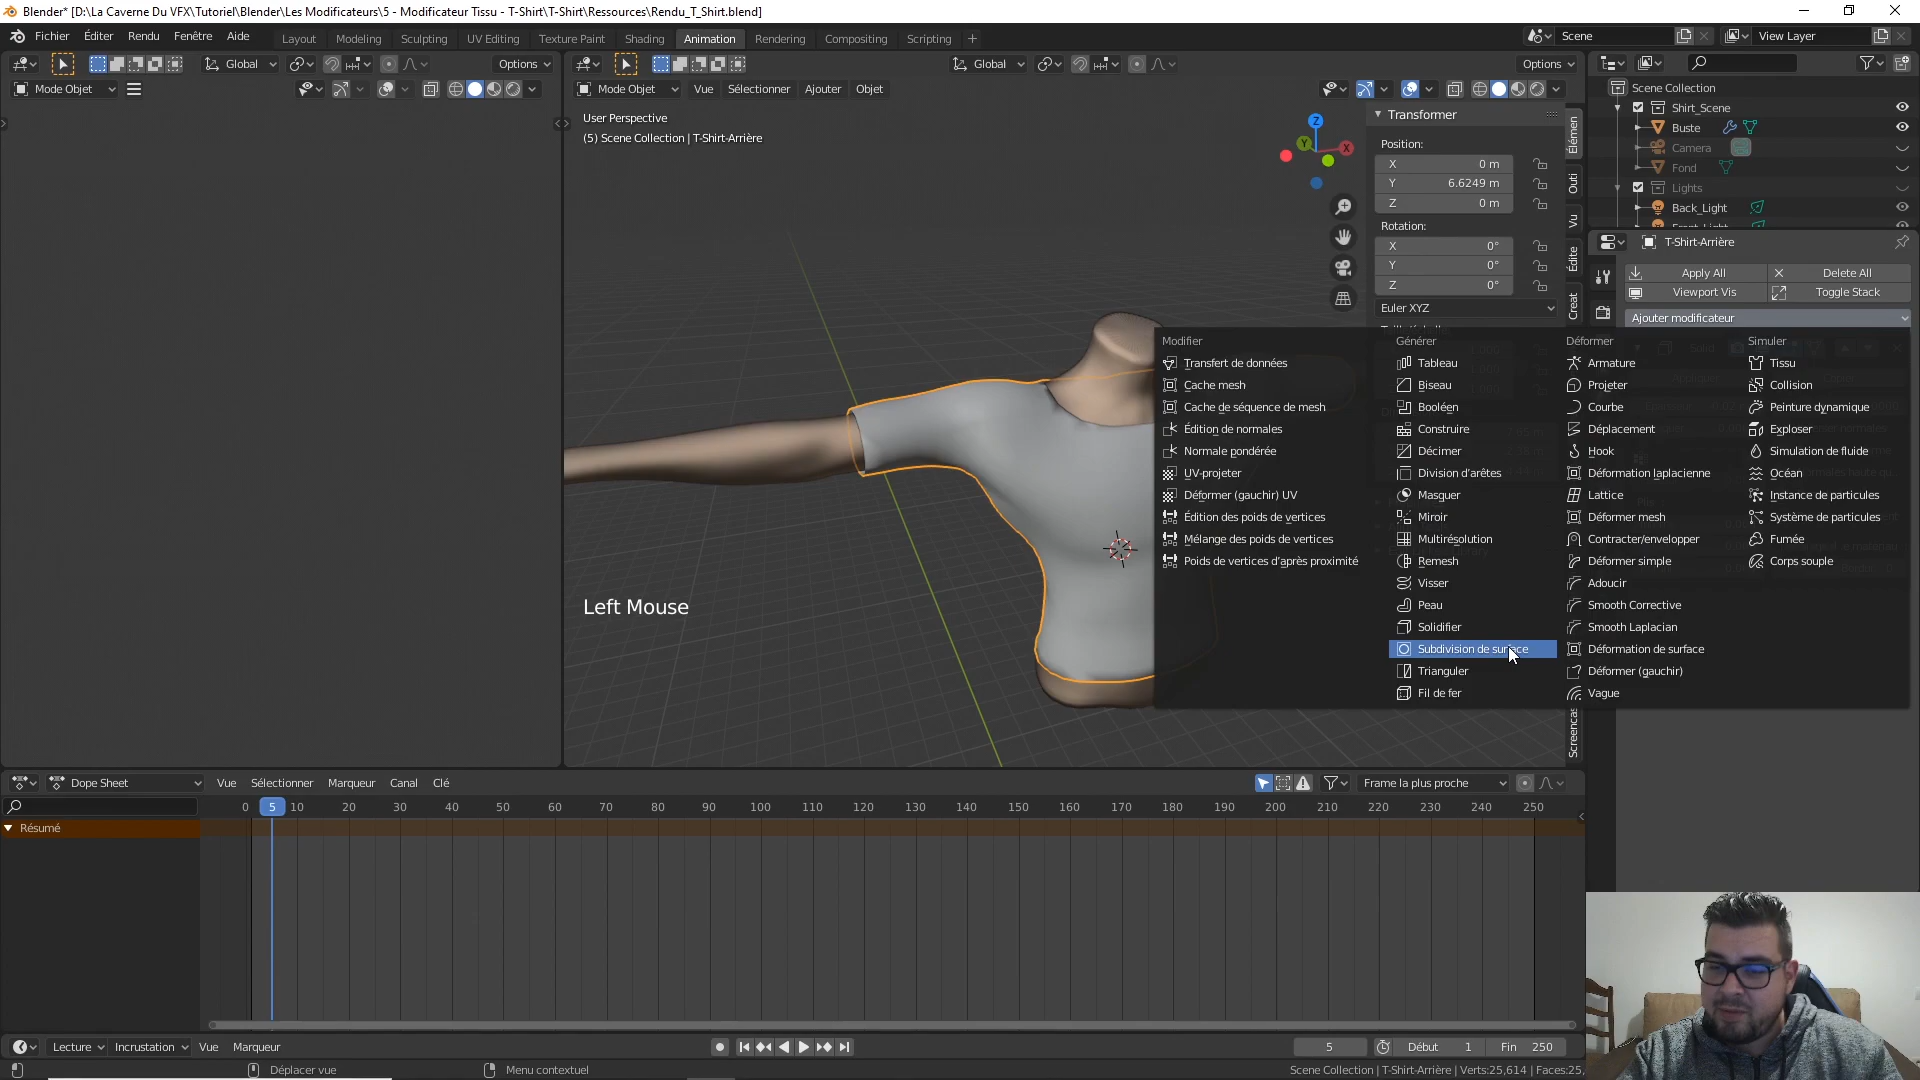 Blender* [D:\La Caverne Du VFX\Tutoriel\Blender\Les Modificateurs\5 - Modificateur Tissu - T-Shirt\T-Shirt\Ressources\Rendu_T_Shirt.blend]
Fichier Éditer Rendu Fenêtre Aide Layout Modeling Sculpting UV Editing Texture Paint Shading Animation Rendering Compositing Scripting + Scene View Layer
Global Options Global Options
Mode Objet Mode Objet Vue Sélectionner Ajouter Objet
User Perspective
(5) Scene Collection | T-Shirt-Arrière
Z
Y
X
Transformer
Position:
X 0 m
Y 6.6249 m
Z 0 m
Rotation:
X 0°
Y 0°
Z 0°
Euler XYZ
Élémen
Outi
Vu
Édite
Creat
Screencas
Scene Collection
Shirt_Scene
Buste
Camera
Fond
Lights
Back_Light
T-Shirt-Arrière
Apply All Delete All
Viewport Vis Toggle Stack
Ajouter modificateur
Modifier
Transfert de données
Cache mesh
Cache de séquence de mesh
Édition de normales
Normale pondérée
UV-projeter
Déformer (gauchir) UV
Édition des poids de vertices
Mélange des poids de vertices
Poids de vertices d'après proximité
Générer
Tableau
Biseau
Booléen
Construire
Décimer
Division d'arêtes
Masquer
Miroir
Multirésolution
Remesh
Visser
Peau
Solidifier
Subdivision de surface
Trianguler
Fil de fer
Déformer
Armature
Projeter
Courbe
Déplacement
Hook
Déformation laplacienne
Lattice
Déformer mesh
Contracter/envelopper
Déformer simple
Adoucir
Smooth Corrective
Smooth Laplacian
Déformation de surface
Déformer (gauchir)
Vague
Simuler
Tissu
Collision
Peinture dynamique
Exploser
Simulation de fluide
Océan
Instance de particules
Système de particules
Fumée
Corps souple
Left Mouse
Dope Sheet Vue Sélectionner Marqueur Canal Clé Frame la plus proche
0 5 10 20 30 40 50 60 70 80 90 100 110 120 130 140 150 160 170 180 190 200 210 220 230 240 250
Résumé
Lecture Incrustation Vue Marqueur 5 Début 1 Fin 250
Déplacer vue Menu contextuel Scene Collection | T-Shirt-Arrière | Verts:25,614 | Faces:25,